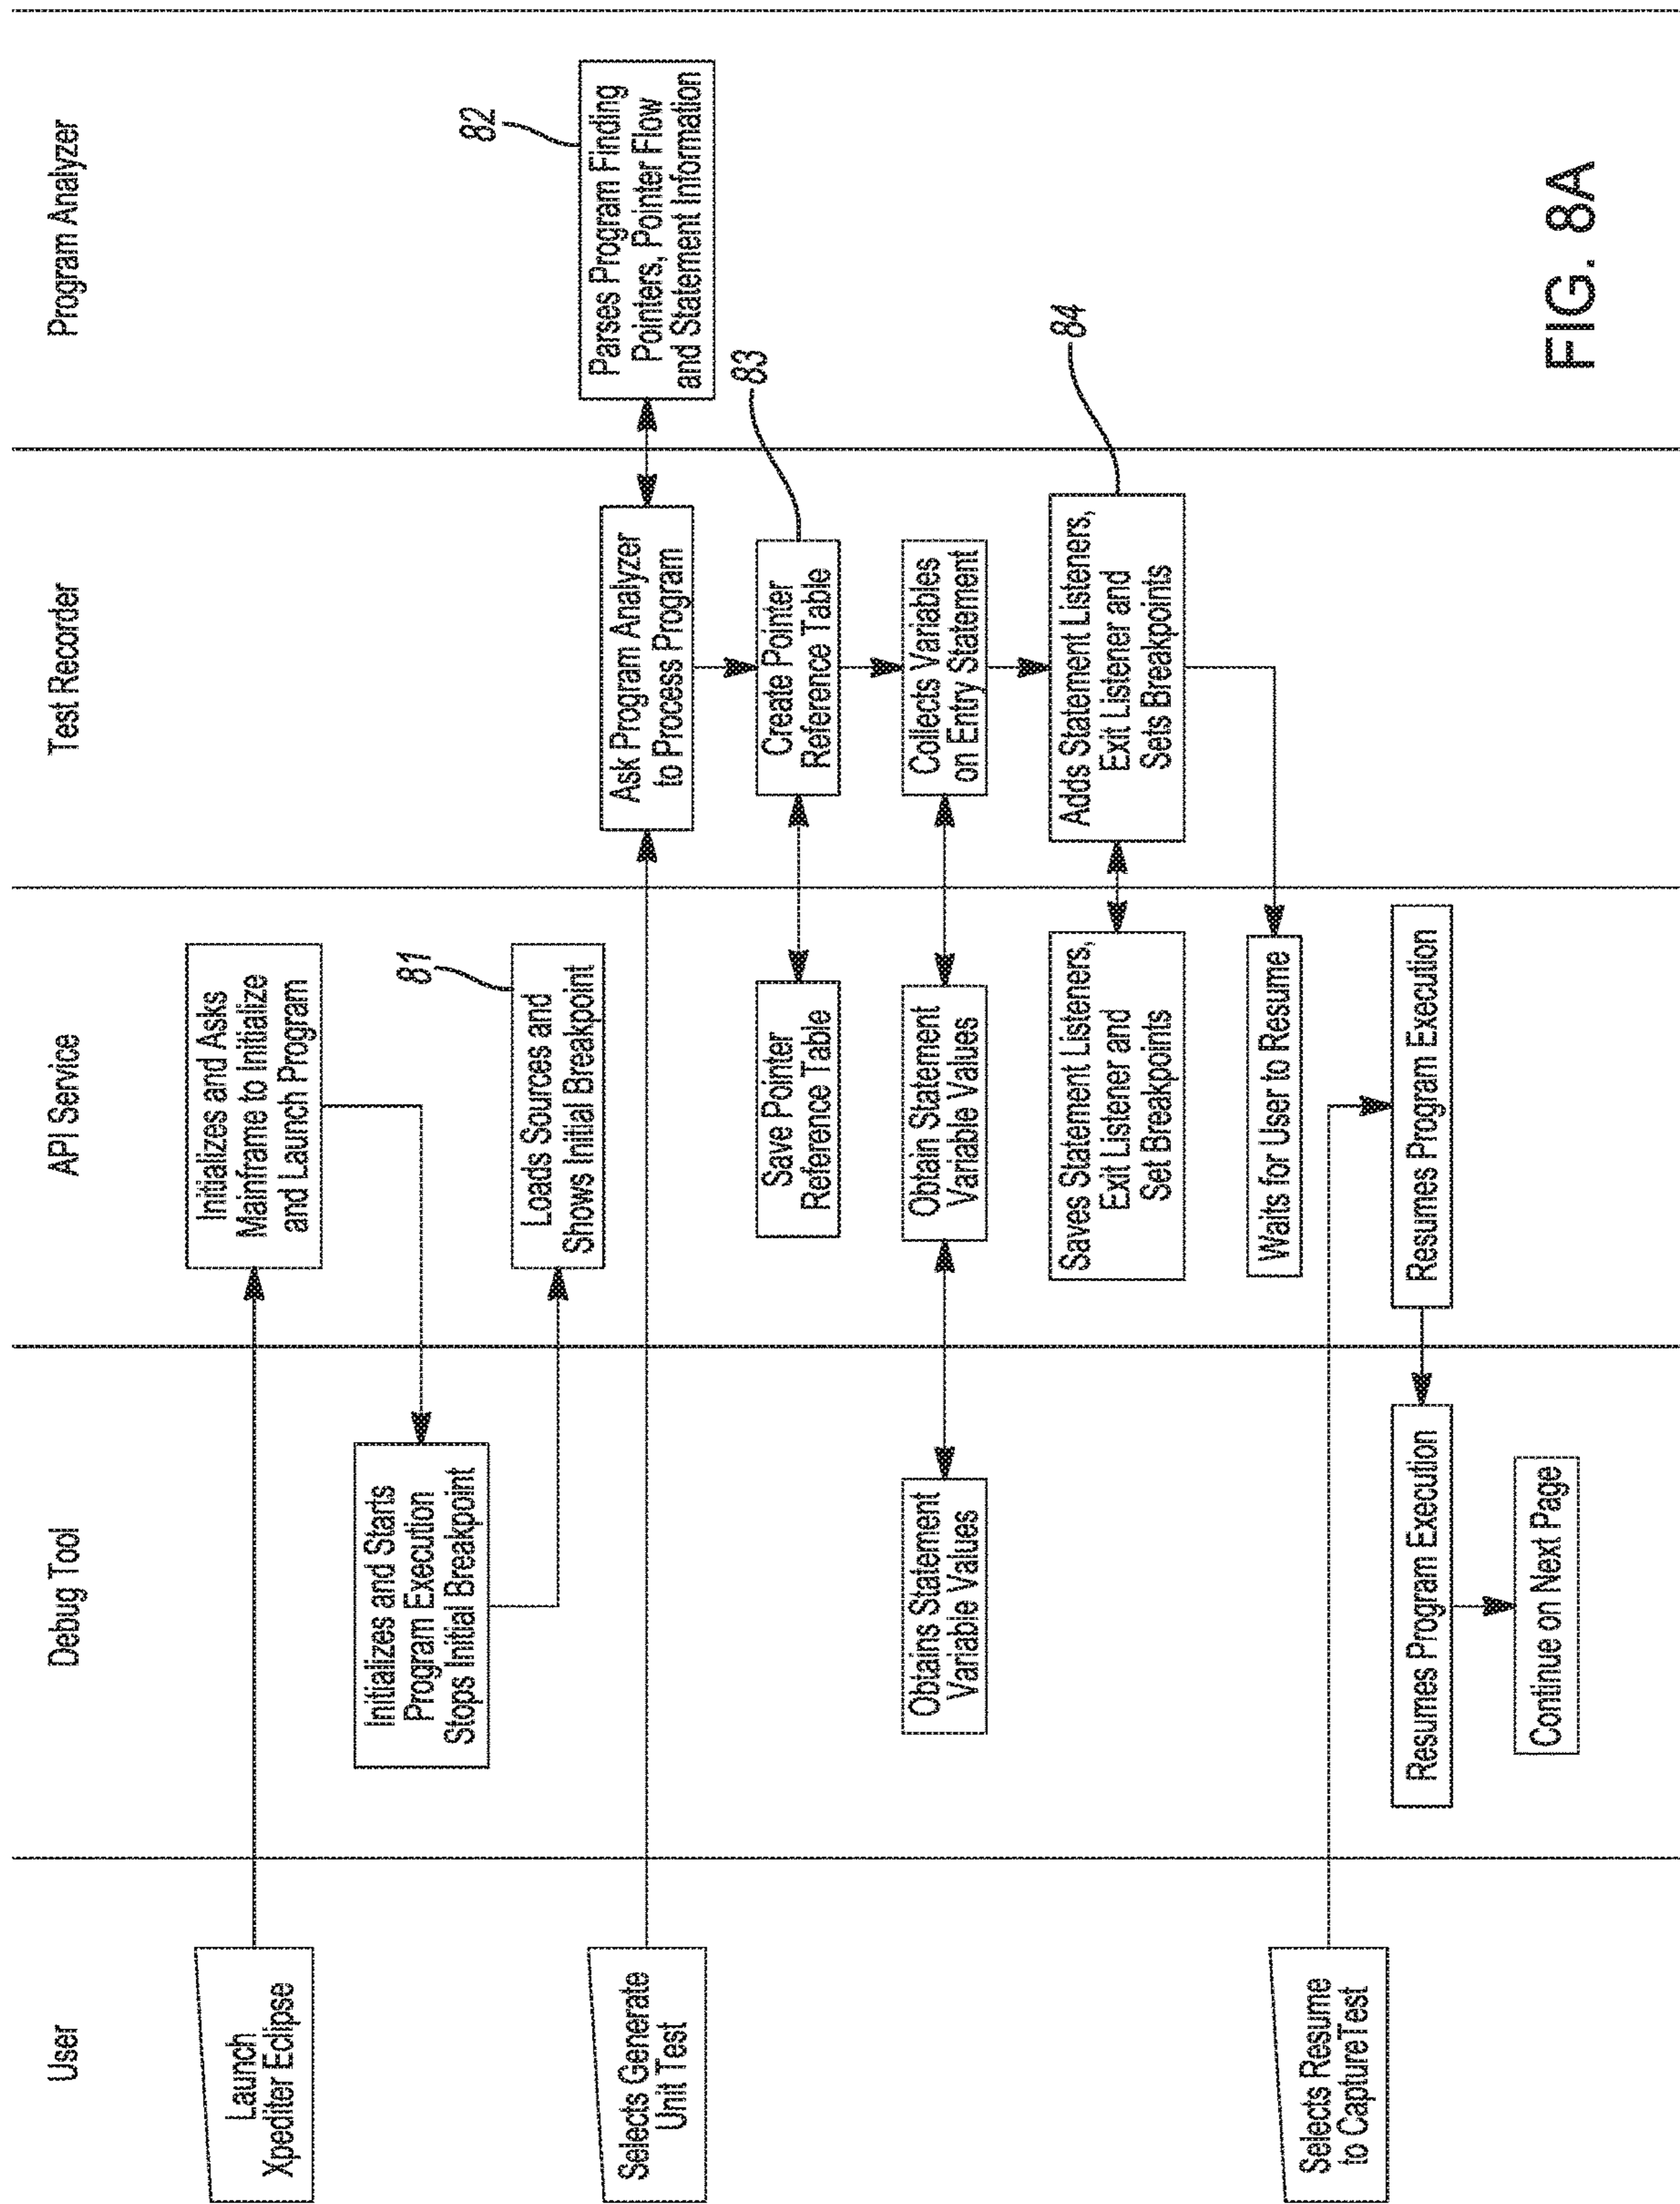 User
Debug Tool
API Service
Test Recorder
Program Analyzer
Launch
Xpediter Eclipse
Initializes and Asks
Mainframe to Initialize
and Launch Program
Initializes and Starts
Program Execution
Stops Initial Breakpoint
81
Loads Sources and
Shows Initial Breakpoint
Selects Generate
Unit Test
Ask Program Analyzer
to Process Program
82
Parses Program Finding
Pointers, Pointer Flow
and Statement Information
Save Pointer
Reference Table
Create Pointer
Reference Table
83
Obtains Statement
Variable Values
Obtain Statement
Variable Values
Collects Variables
on Entry Statement
Saves Statement Listeners,
Exit Listener and
Set Breakpoints
Adds Statement Listeners,
Exit Listener and
Sets Breakpoints
84
Waits for User to Resume
Selects Resume
to CaptureTest
Resumes Program Execution
Resumes Program Execution
Continue on Next Page
FIG. 8A